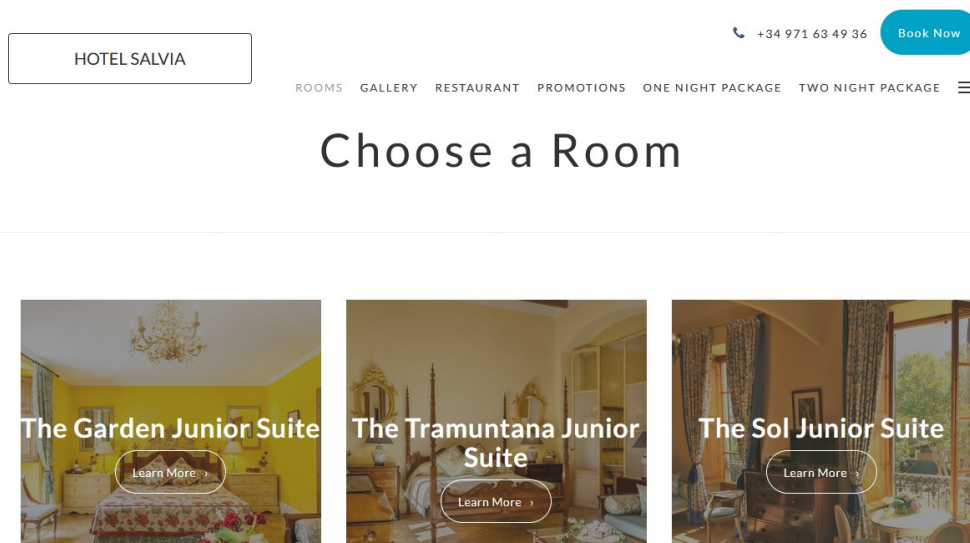 +34 971 63 49 36
Book Now
HOTEL SALVIA
ROOMS GALLERY RESTAURANT PROMOTIONS ONE NIGHT PACKAGE TWO NIGHT PACKAGE
Choose a Room
The Garden Junior Suite
Learn More ›
The Tramuntana Junior
Suite
Learn More ›
The Sol Junior Suite
Learn More ›